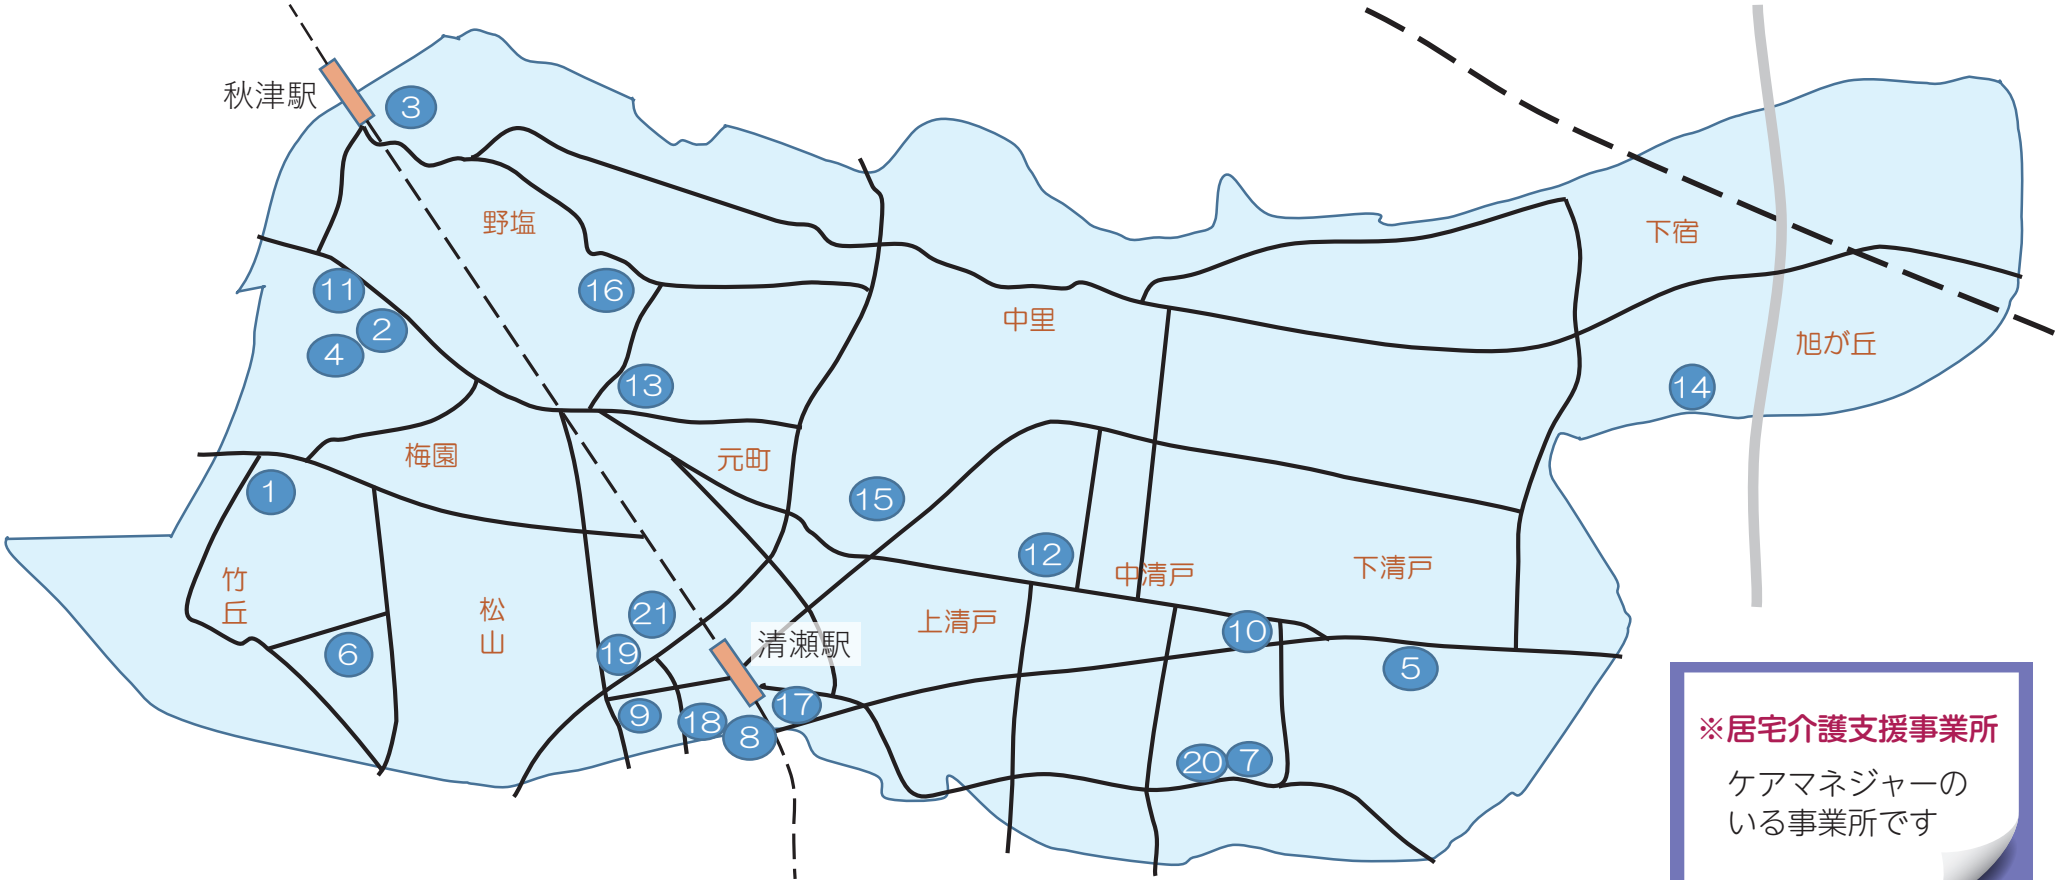 秋津駅
3
野塩
下宿
11
16
中里
2
4
旭が丘
13
14
梅園
元町
1
15
12
竹丘
中清戸
下清戸
松山
21
上清戸
10
清瀬駅
19
6
5
17
9
18
8
20
7
※居宅介護支援事業所
ケアマネジャーの
いる事業所です